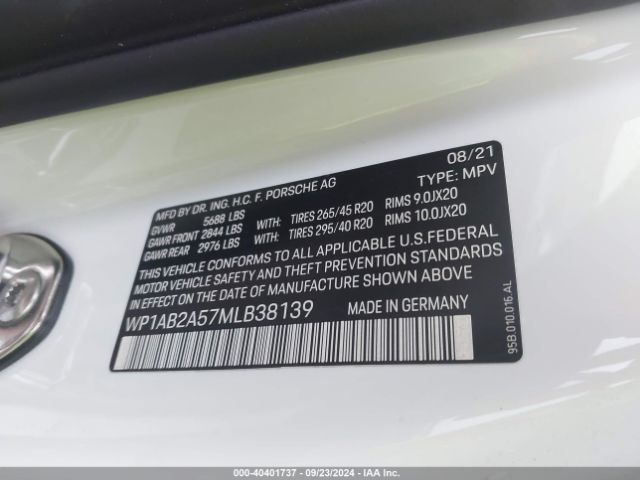 08/21
MFD BY DR. ING. H.C. F. PORSCHE AG TYPE: MPV
GVWR 5688 LBS
GAWR FRONT 2844 LBS WITH: TIRES 265/45 R20 RIMS 9.0JX20
GAWR REAR 2976 LBS WITH: TIRES 295/40 R20 RIMS 10.0JX20
THIS VEHICLE CONFORMS TO ALL APPLICABLE U.S. FEDERAL
MOTOR VEHICLE SAFETY AND THEFT PREVENTION STANDARDS
IN EFFECT ON THE DATE OF MANUFACTURE SHOWN ABOVE
WP1AB2A57MLB38139 MADE IN GERMANY
95B.010.016.AL
000-40401737 - 09/23/2024 - IAAI.COM